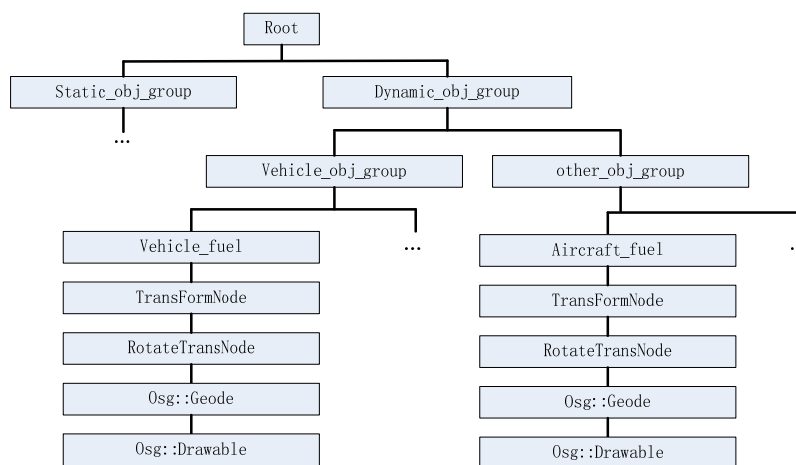 Root
Static_obj_group
Dynamic_obj_group
...
Vehicle_obj_group
other_obj_group
Vehicle_fuel
...
Aircraft_fuel
..
TransFormNode
TransFormNode
RotateTransNode
RotateTransNode
Osg::Geode
Osg::Geode
Osg::Drawable
Osg::Drawable